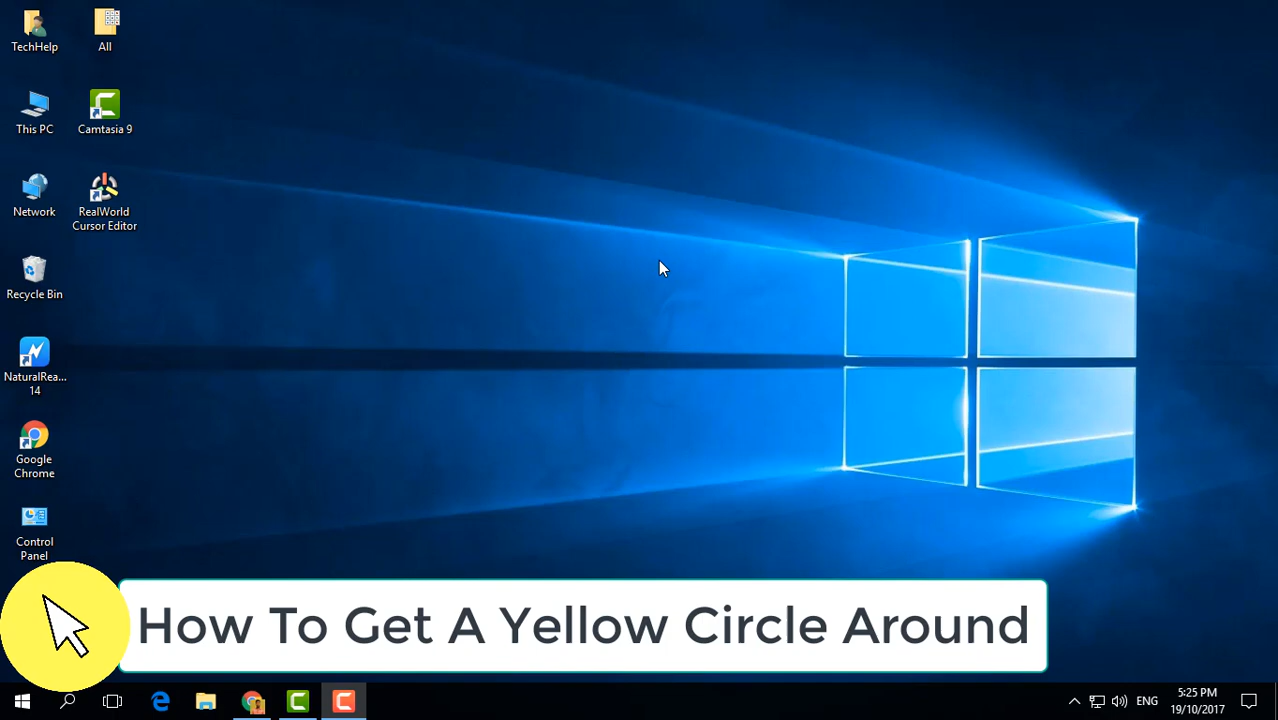 TechHelp
All
This PC
Camtasia 9
Network
RealWorld
Cursor Editor
Recycle Bin
NaturalRea...
14
Google
Chrome
Control
Panel
How To Get A Yellow Circle Around
ENG
5:25 PM
19/10/2017